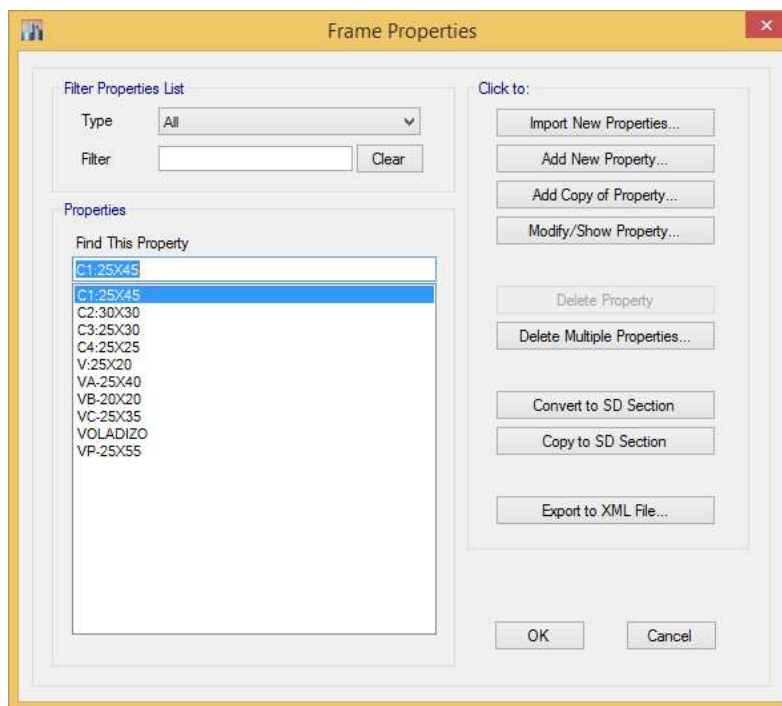 Frame Properties
Filter Properties List
Type All
Filter Clear
Properties
Find This Property
C1:25X45
C1:25X45
C2:30X30
C3:25X30
C4:25X25
V:25X20
VA-25X40
VB-20X20
VC-25X35
VOLADIZO
VP-25X55
Click to:
Import New Properties...
Add New Property...
Add Copy of Property...
Modify/Show Property...
Delete Property
Delete Multiple Properties...
Convert to SD Section
Copy to SD Section
Export to XML File...
OK Cancel